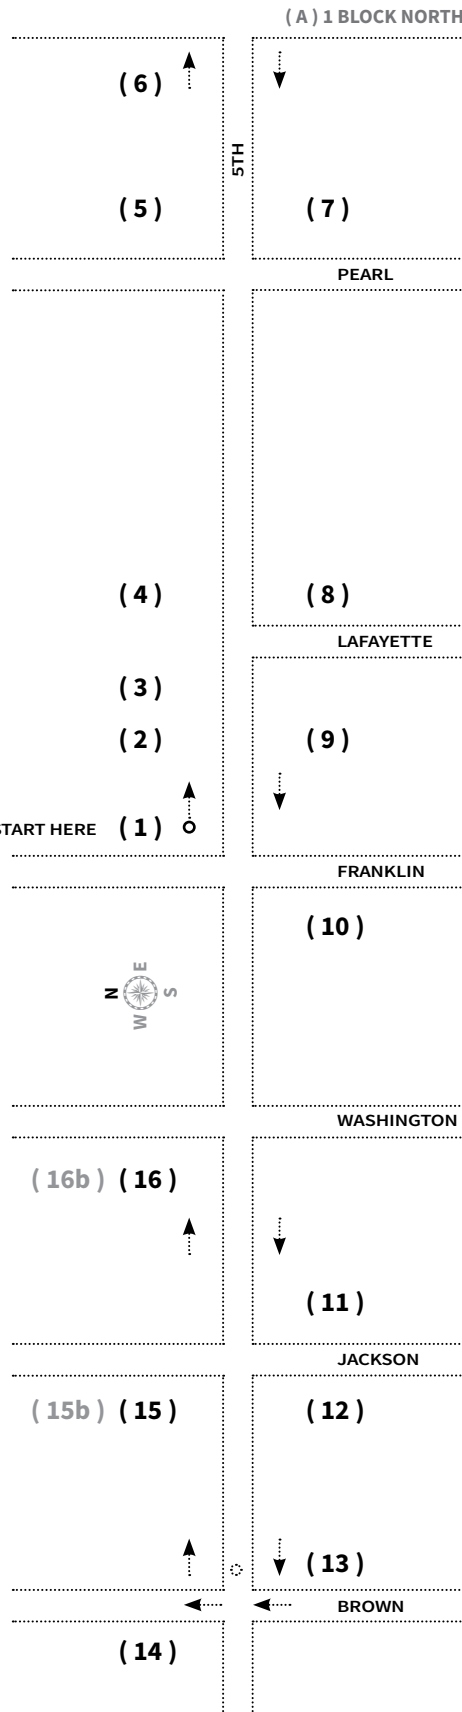 ( A ) 1 BLOCK NORTH
( 6 )
5TH
( 5 ) ( 7 )
PEARL
( 4 ) ( 8 )
LAFAYETTE
( 3 )
( 2 ) ( 9 )
START HERE ( 1 )
FRANKLIN
( 10 )
E
N S
W
WASHINGTON
( 16b ) ( 16 )
( 11 )
JACKSON
( 15b ) ( 15 ) ( 12 )
( 13 )
BROWN
( 14 )